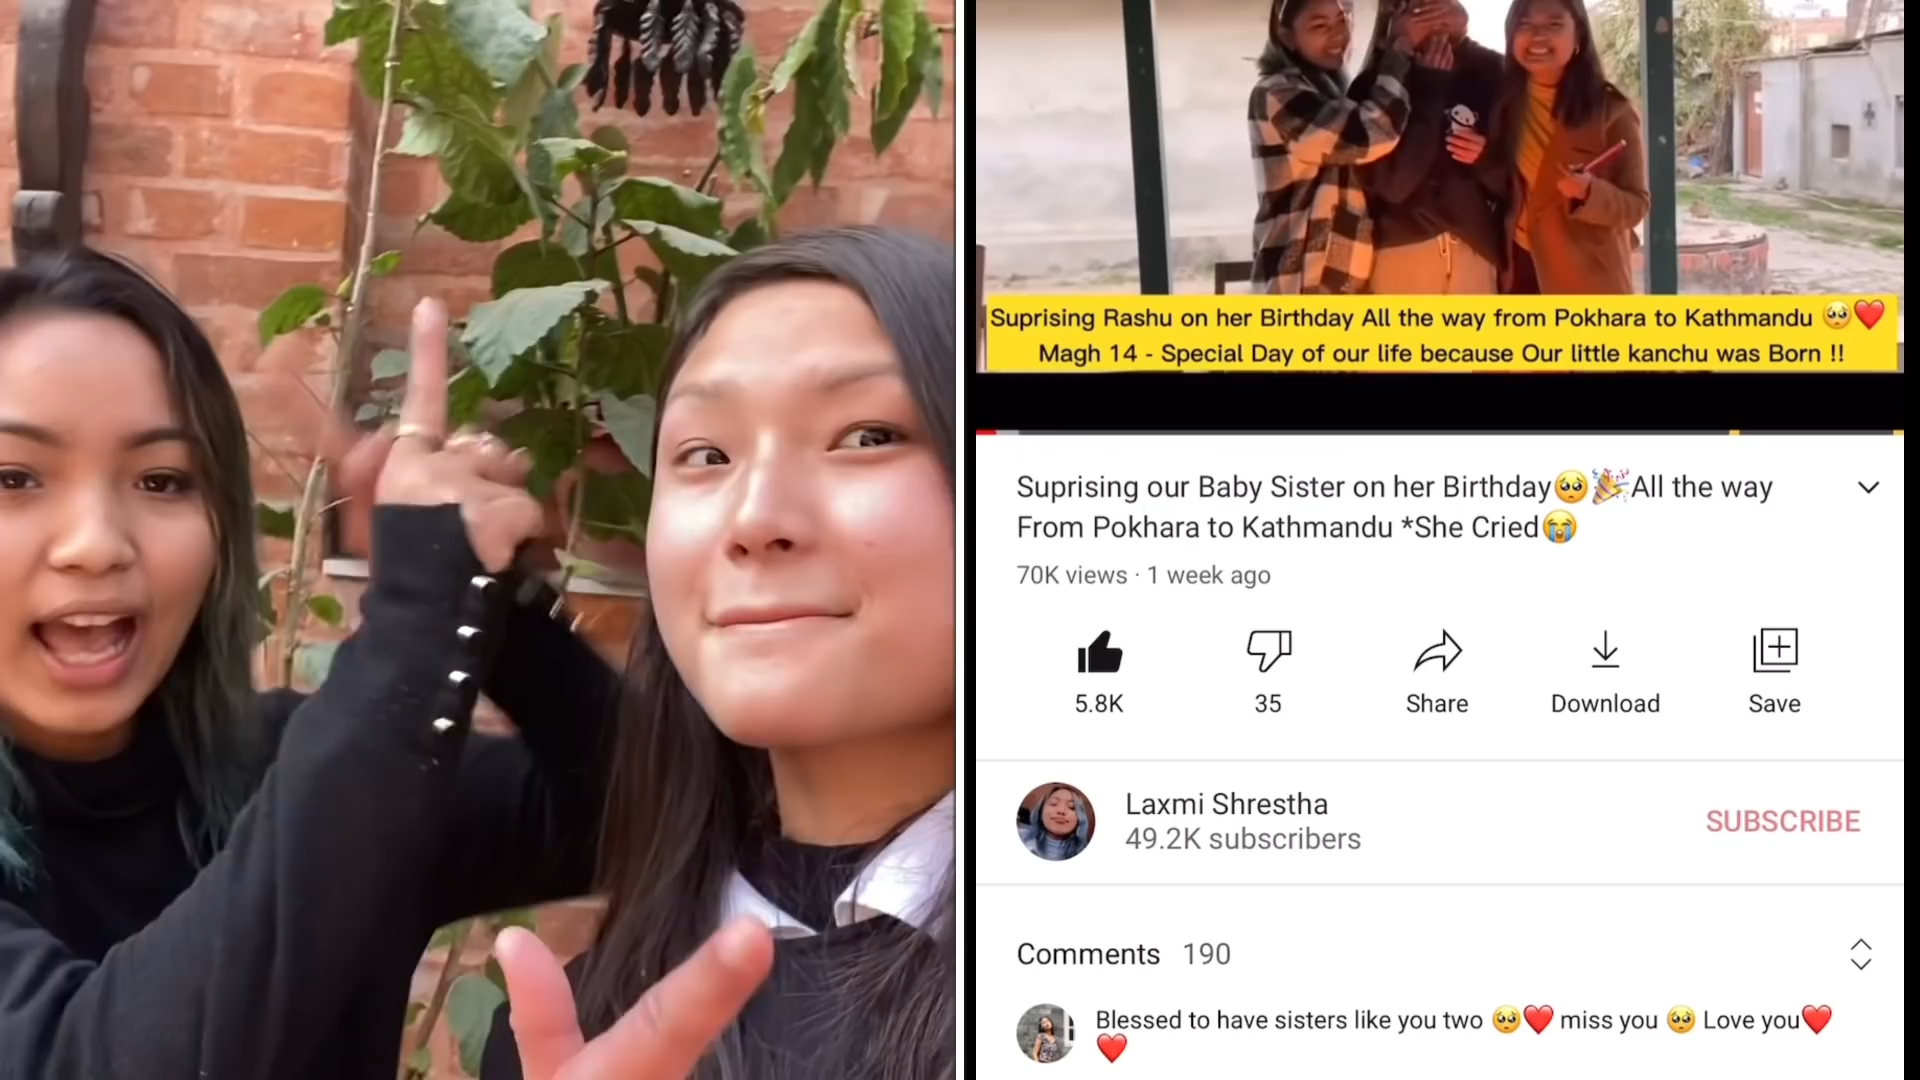 Suprising Rashu on her Birthday All the way from Pokhara to Kathmandu 🥺❤️
Magh 14 - Special Day of our life because Our little kanchu was Born !!
Suprising our Baby Sister on her Birthday🥺🎉All the way
From Pokhara to Kathmandu *She Cried😭
70K views · 1 week ago
5.8K
35
Share
Download
Save
Laxmi Shrestha
49.2K subscribers
SUBSCRIBE
Comments 190
Blessed to have sisters like you two 🥺❤️ miss you 🥺 Love you❤️
❤️